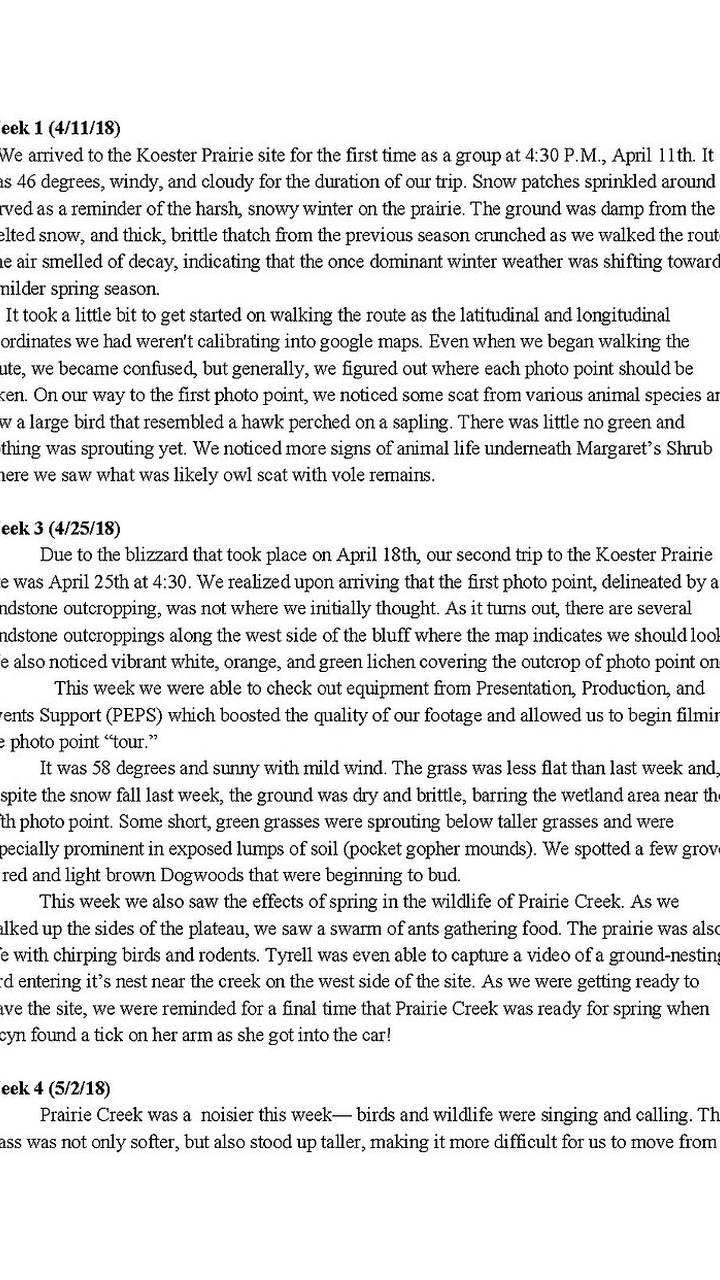 eek 1 (4/11/18)
We arrived to the Koester Prairie site for the first time as a group at 4:30 P.M., April 11th. It
as 46 degrees, windy, and cloudy for the duration of our trip. Snow patches sprinkled around
rved as a reminder of the harsh, snowy winter on the prairie. The ground was damp from the
elted snow, and thick, brittle thatch from the previous season crunched as we walked the rout
e air smelled of decay, indicating that the once dominant winter weather was shifting toward
milder spring season.
It took a little bit to get started on walking the route as the latitudinal and longitudinal
ordinates we had weren't calibrating into google maps. Even when we began walking the
ute, we became confused, but generally, we figured out where each photo point should be
ken. On our way to the first photo point, we noticed some scat from various animal species an
w a large bird that resembled a hawk perched on a sapling. There was little no green and
thing was sprouting yet. We noticed more signs of animal life underneath Margaret's Shrub
here we saw what was likely owl scat with vole remains.
eek 3 (4/25/18)
Due to the blizzard that took place on April 18th, our second trip to the Koester Prairie
e was April 25th at 4:30. We realized upon arriving that the first photo point, delineated by a
ndstone outcropping, was not where we initially thought. As it turns out, there are several
ndstone outcroppings along the west side of the bluff where the map indicates we should look
e also noticed vibrant white, orange, and green lichen covering the outcrop of photo point on
This week we were able to check out equipment from Presentation, Production, and
vents Support (PEPS) which boosted the quality of our footage and allowed us to begin filmin
e photo point “tour.”
It was 58 degrees and sunny with mild wind. The grass was less flat than last week and,
spite the snow fall last week, the ground was dry and brittle, barring the wetland area near the
fth photo point. Some short, green grasses were sprouting below taller grasses and were
pecially prominent in exposed lumps of soil (pocket gopher mounds). We spotted a few grove
red and light brown Dogwoods that were beginning to bud.
This week we also saw the effects of spring in the wildlife of Prairie Creek. As we
alked up the sides of the plateau, we saw a swarm of ants gathering food. The prairie was also
fe with chirping birds and rodents. Tyrell was even able to capture a video of a ground-nesting
rd entering it’s nest near the creek on the west side of the site. As we were getting ready to
ave the site, we were reminded for a final time that Prairie Creek was ready for spring when
cyn found a tick on her arm as she got into the car!
eek 4 (5/2/18)
Prairie Creek was a  noisier this week— birds and wildlife were singing and calling. Th
ass was not only softer, but also stood up taller, making it more difficult for us to move from